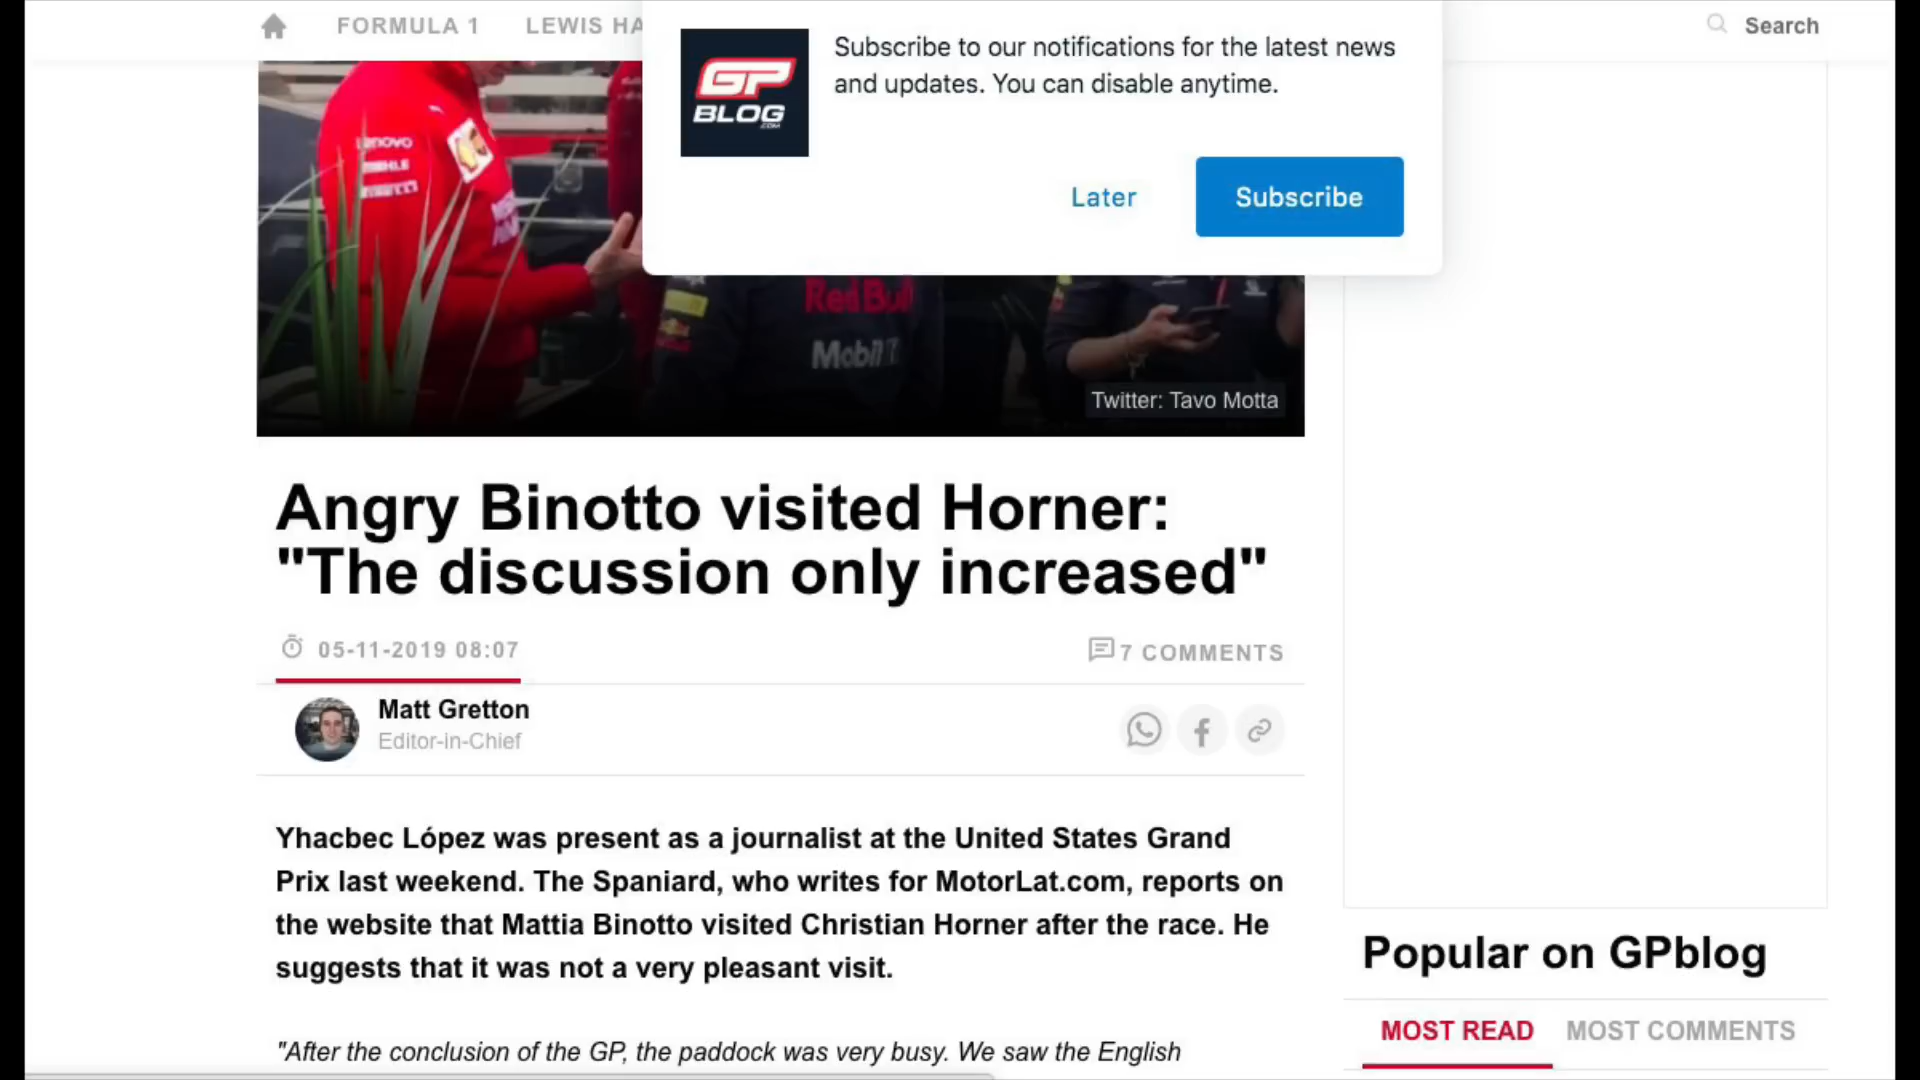 FORMULA 1
LEWIS HA
Search
GP
BLOG
.COM
Subscribe to our notifications for the latest news
and updates. You can disable anytime.
Later
Subscribe
Lenovo
MAHLE
PIRELLI
Red Bull
Mobil 1
Twitter: Tavo Motta
Angry Binotto visited Horner:
"The discussion only increased"
05-11-2019 08:07
7 COMMENTS
Matt Gretton
Editor-in-Chief
Yhacbec López was present as a journalist at the United States Grand
Prix last weekend. The Spaniard, who writes for MotorLat.com, reports on
the website that Mattia Binotto visited Christian Horner after the race. He
suggests that it was not a very pleasant visit.
"After the conclusion of the GP, the paddock was very busy. We saw the English
Popular on GPblog
MOST READ
MOST COMMENTS